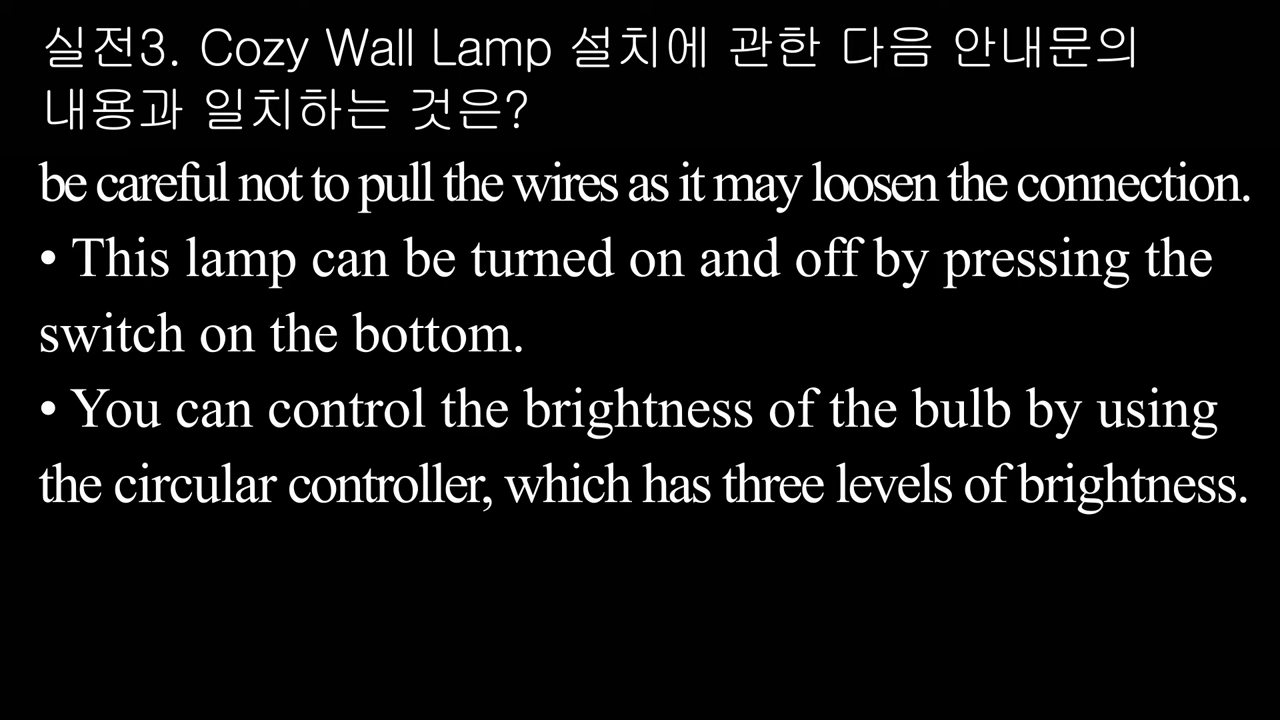 실전3. Cozy Wall Lamp 설치에 관한 다음 안내문의
내용과 일치하는 것은?
be careful not to pull the wires as it may loosen the connection.
• This lamp can be turned on and off by pressing the
switch on the bottom.
• You can control the brightness of the bulb by using
the circular controller, which has three levels of brightness.